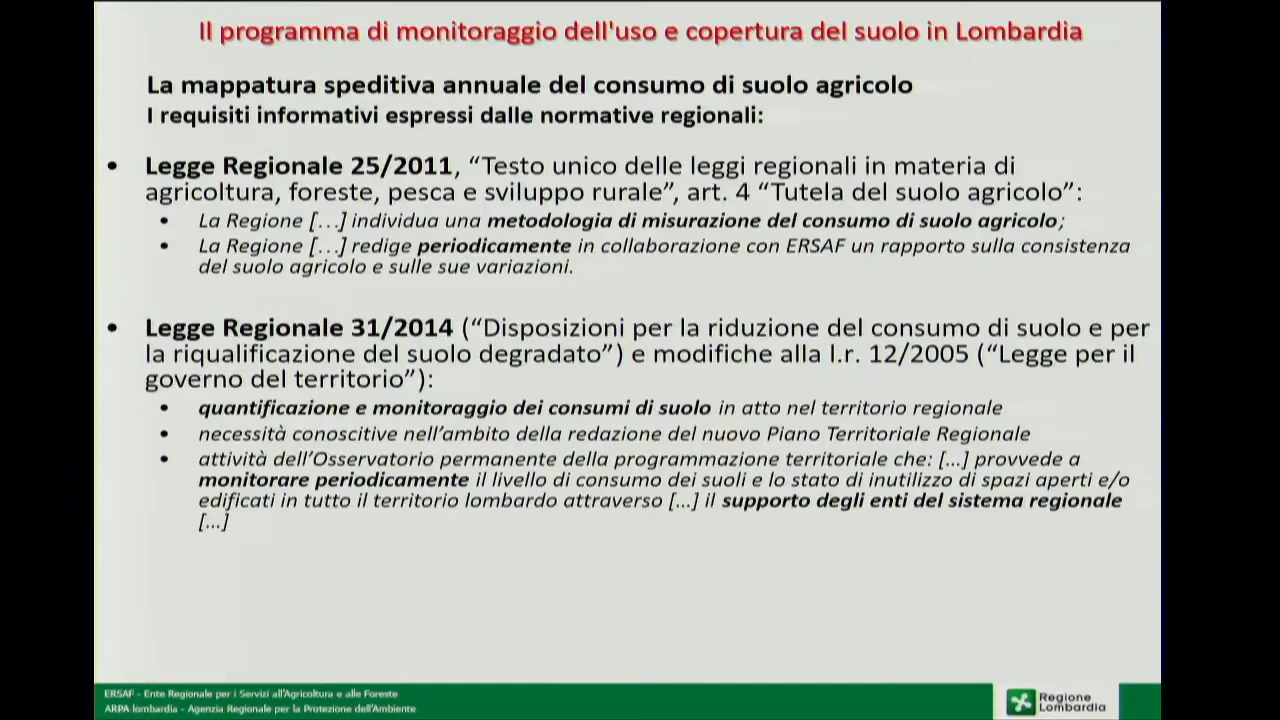 Il programma di monitoraggio dell'uso e copertura del suolo in Lombardia
La mappatura speditiva annuale del consumo di suolo agricolo
I requisiti informativi espressi dalle normative regionali:
• Legge Regionale 25/2011, “Testo unico delle leggi regionali in materia di
agricoltura, foreste, pesca e sviluppo rurale”, art. 4 “Tutela del suolo agricolo”:
• La Regione […] individua una metodologia di misurazione del consumo di suolo agricolo;
• La Regione […] redige periodicamente in collaborazione con ERSAF un rapporto sulla consistenza
del suolo agricolo e sulle sue variazioni.
• Legge Regionale 31/2014 (“Disposizioni per la riduzione del consumo di suolo e per
la riqualificazione del suolo degradato”) e modifiche alla l.r. 12/2005 (“Legge per il
governo del territorio”):
• quantificazione e monitoraggio dei consumi di suolo in atto nel territorio regionale
• necessità conoscitive nell’ambito della redazione del nuovo Piano Territoriale Regionale
• attività dell’Osservatorio permanente della programmazione territoriale che: […] provvede a
monitorare periodicamente il livello di consumo dei suoli e lo stato di inutilizzo di spazi aperti e/o
edificati in tutto il territorio lombardo attraverso […] il supporto degli enti del sistema regionale
[…]
ERSAF - Ente Regionale per i Servizi all'Agricoltura e alle Foreste
ARPA lombardia - Agenzia Regionale per la Protezione dell'Ambiente
Regione
Lombardia